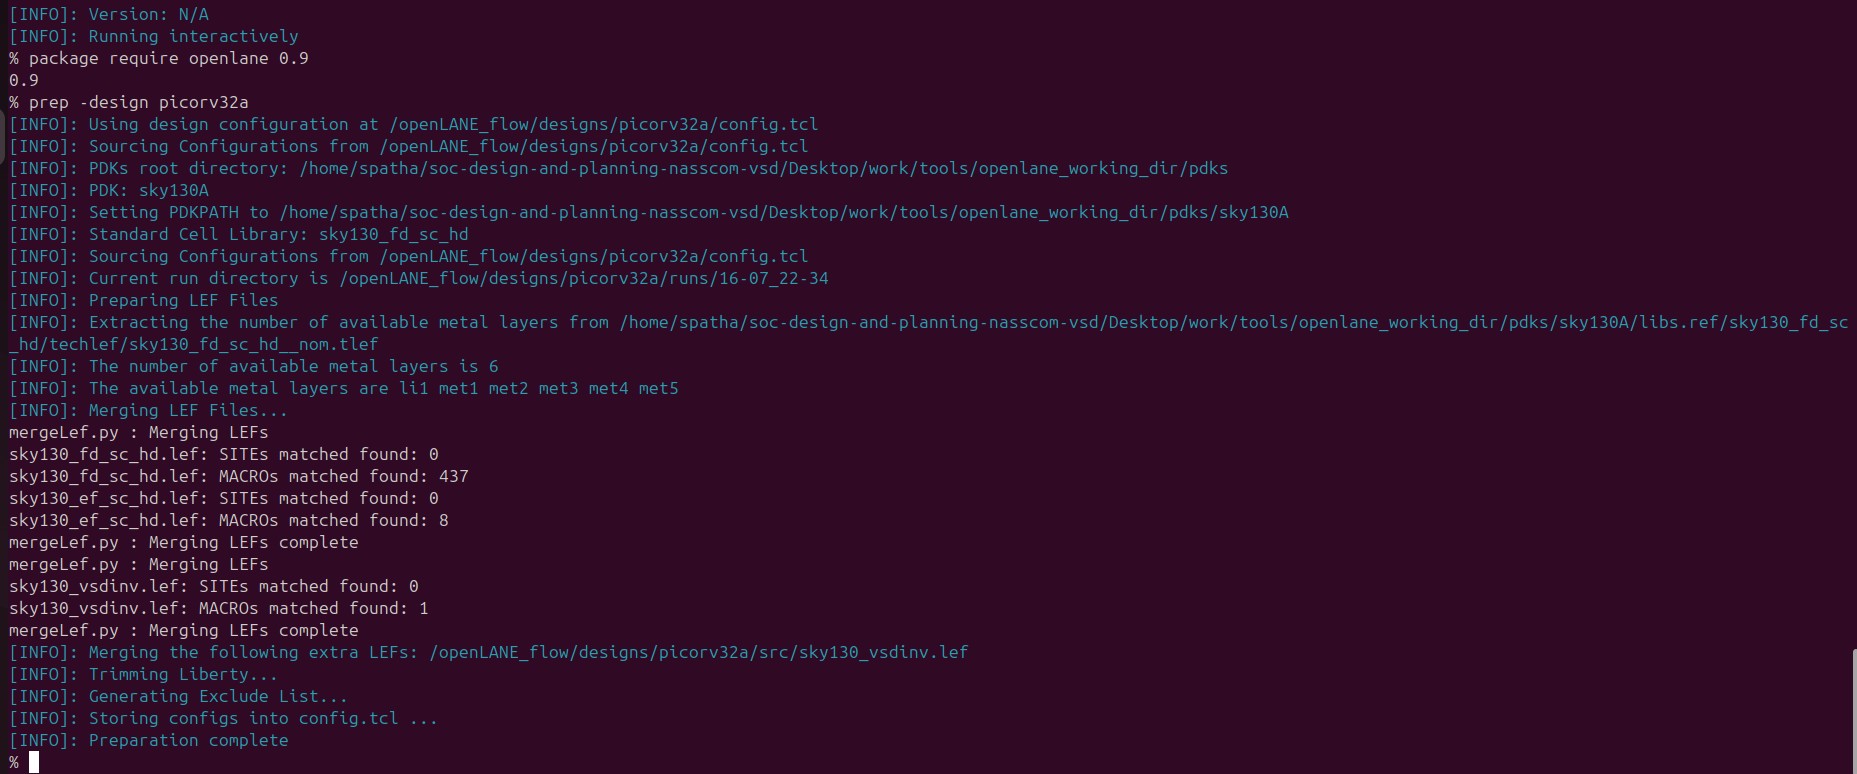 [INFO]: Version: N/A
[INFO]: Running interactively
% package require openlane 0.9
0.9
% prep -design picorv32a
[INFO]: Using design configuration at /openLANE_flow/designs/picorv32a/config.tcl
[INFO]: Sourcing Configurations from /openLANE_flow/designs/picorv32a/config.tcl
[INFO]: PDKs root directory: /home/spatha/soc-design-and-planning-nasscom-vsd/Desktop/work/tools/openlane_working_dir/pdks
[INFO]: PDK: sky130A
[INFO]: Setting PDKPATH to /home/spatha/soc-design-and-planning-nasscom-vsd/Desktop/work/tools/openlane_working_dir/pdks/sky130A
[INFO]: Standard Cell Library: sky130_fd_sc_hd
[INFO]: Sourcing Configurations from /openLANE_flow/designs/picorv32a/config.tcl
[INFO]: Current run directory is /openLANE_flow/designs/picorv32a/runs/16-07_22-34
[INFO]: Preparing LEF Files
[INFO]: Extracting the number of available metal layers from /home/spatha/soc-design-and-planning-nasscom-vsd/Desktop/work/tools/openlane_working_dir/pdks/sky130A/libs.ref/sky130_fd_sc
_hd/techlef/sky130_fd_sc_hd__nom.tlef
[INFO]: The number of available metal layers is 6
[INFO]: The available metal layers are li1 met1 met2 met3 met4 met5
[INFO]: Merging LEF Files...
mergeLef.py : Merging LEFs
sky130_fd_sc_hd.lef: SITEs matched found: 0
sky130_fd_sc_hd.lef: MACROs matched found: 437
sky130_ef_sc_hd.lef: SITEs matched found: 0
sky130_ef_sc_hd.lef: MACROs matched found: 8
mergeLef.py : Merging LEFs complete
mergeLef.py : Merging LEFs
sky130_vsdinv.lef: SITEs matched found: 0
sky130_vsdinv.lef: MACROs matched found: 1
mergeLef.py : Merging LEFs complete
[INFO]: Merging the following extra LEFs: /openLANE_flow/designs/picorv32a/src/sky130_vsdinv.lef
[INFO]: Trimming Liberty...
[INFO]: Generating Exclude List...
[INFO]: Storing configs into config.tcl ...
[INFO]: Preparation complete
%